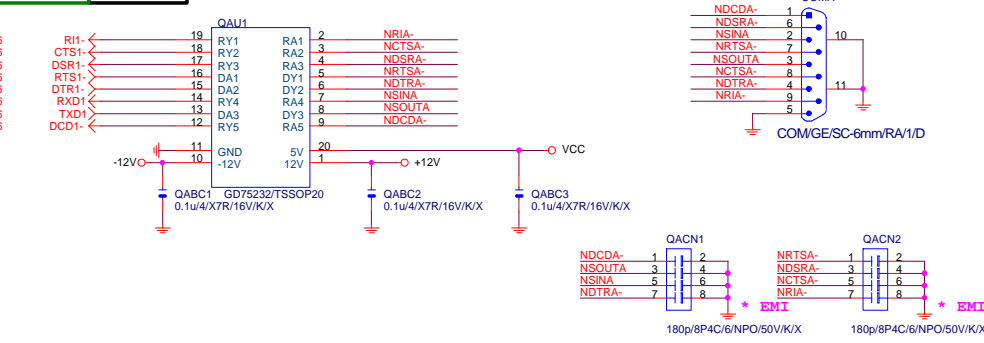 QAU1
RI1- 19 RY1 RA1 2 NRIA-
CTS1- 18 RY2 RA2 3 NCTSA-
DSR1- 17 RY3 RA3 4 NDSRA-
RTS1- 16 DA1 DY1 5 NRTSA-
DTR1- 15 DA2 DY2 6 NDTRA-
RXD1 14 RY4 RA4 7 NSINA
TXD1 13 DA3 DY3 8 NSOUTA
DCD1- 12 RY5 RA5 9 NDCDA-
11 GND 5V 20 VCC
-12V 10 -12V 12V 1 +12V
GD75232/TSSOP20
QABC1
0.1u/4/X7R/16V/K/X
QABC2
0.1u/4/X7R/16V/K/X
QABC3
0.1u/4/X7R/16V/K/X
NDCDA- 1
NDSRA- 6
NSINA 2 10
NRTSA- 7
NSOUTA 3
NCTSA- 8
NDTRA- 4 11
NRIA- 9
5
COM/GE/SC-6mm/RA/1/D
QACN1
NDCDA- 1 2
NSOUTA 3 4
NSINA 5 6
NDTRA- 7 8
* EMI
180p/8P4C/6/NPO/50V/K/X
QACN2
NRTSA- 1 2
NDSRA- 3 4
NCTSA- 5 6
NRIA- 7 8
* EMI
180p/8P4C/6/NPO/50V/K/X